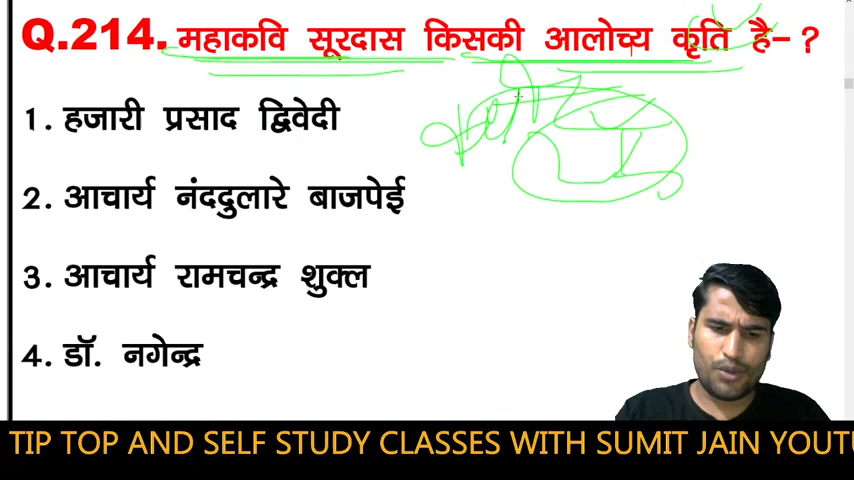 Q.214. महाकवि सूरदास किसकी आलोच्य कृति है-?
1. हजारी प्रसाद द्विवेदी
2. आचार्य नंददुलारे बाजपेई
3. आचार्य रामचन्द्र शुक्ल
4. डॉ. नगेन्द्र
TIP TOP AND SELF STUDY CLASSES WITH SUMIT JAIN YOUTU